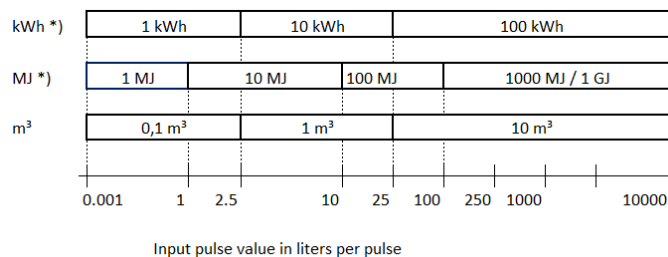 kWh *) 1 kWh 10 kWh 100 kWh
MJ *) 1 MJ 10 MJ 100 MJ 1000 MJ / 1 GJ
m³ 0,1 m³ 1 m³ 10 m³
0.001 1 2.5 10 25 100 250 1000 10000
Input pulse value in liters per pulse